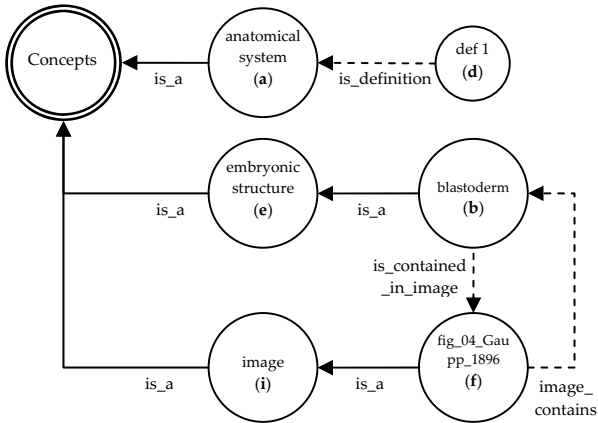 Concepts
is_a
anatomical
system
(a)
is_definition
def 1
(d)
is_a
embryonic
structure
(e)
is_a
blastoderm
(b)
is_contained
_in_image
is_a
image
(i)
is_a
fig_04_Gau
pp_1896
(f)
image_
contains